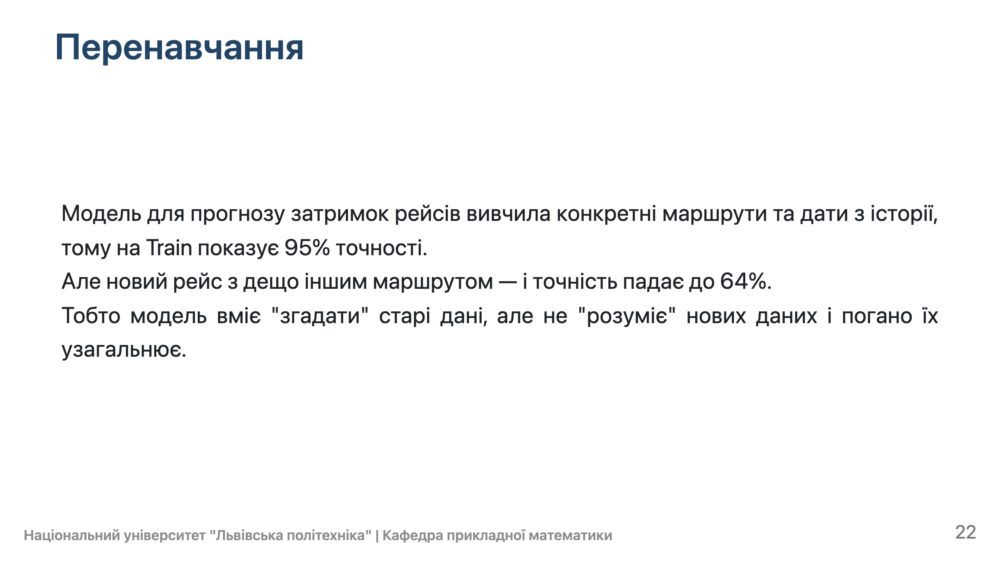 Перенавчання
Модель для прогнозу затримок рейсів вивчила конкретні маршрути та дати з історії,
тому на Train показує 95% точності.
Але новий рейс з дещо іншим маршрутом — і точність падає до 64%.
Тобто модель вміє "згадати" старі дані, але не "розуміє" нових даних і погано їх
узагальнює.
Національний університет "Львівська політехніка" | Кафедра прикладної математики
22